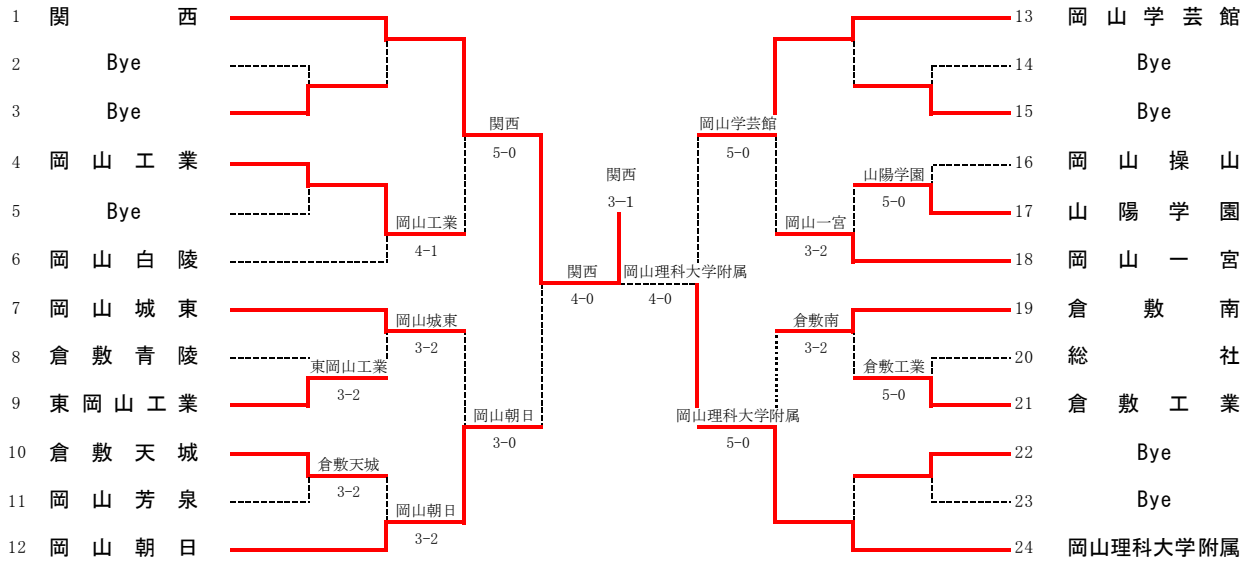 1 関西
2 Bye
3 Bye
4 岡山工業
5 Bye
6 岡山白陵
7 岡山城東
8 倉敷青陵
9 東岡山工業
10 倉敷天城
11 岡山芳泉
12 岡山朝日
岡山工業
4-1
岡山城東
3-2
東岡山工業
3-2
倉敷天城
3-2
岡山朝日
3-2
関西
5-0
岡山朝日
3-0
関西
4-0
関西
3-1
岡山理科大学附属
4-0
岡山学芸館
5-0
岡山理科大学附属
5-0
岡山一宮
3-2
倉敷南
3-2
山陽学園
5-0
倉敷工業
5-0
13 岡山学芸館
14 Bye
15 Bye
16 岡山操山
17 山陽学園
18 岡山一宮
19 倉敷南
20 総社
21 倉敷工業
22 Bye
23 Bye
24 岡山理科大学附属